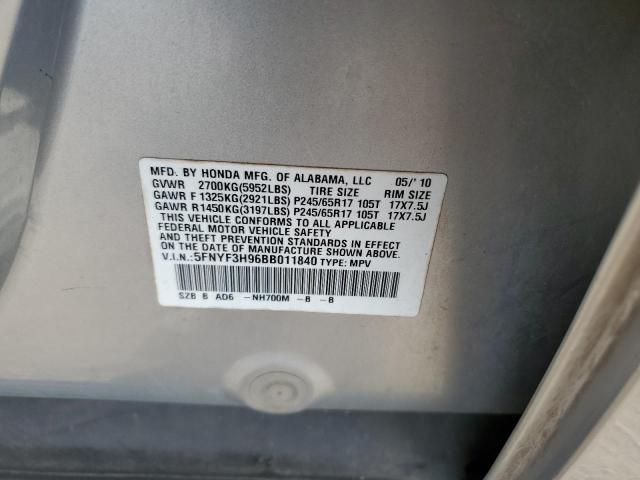 MFD. BY HONDA MFG. OF ALABAMA, LLC 05/'10
GVWR 2700KG(5952LBS) TIRE SIZE RIM SIZE
GAWR F 1325KG(2921LBS) P245/65R17 105T 17X7.5J
GAWR R 1450KG(3197LBS) P245/65R17 105T 17X7.5J
THIS VEHICLE CONFORMS TO ALL APPLICABLE
FEDERAL MOTOR VEHICLE SAFETY
AND THEFT PREVENTION STANDARDS IN EFFECT
ON THE DATE OF MANUFACTURE SHOWN ABOVE.
V.I.N.:5FNYF3H96BB011840 TYPE: MPV
SZB B AD6 -NH700M -B -B